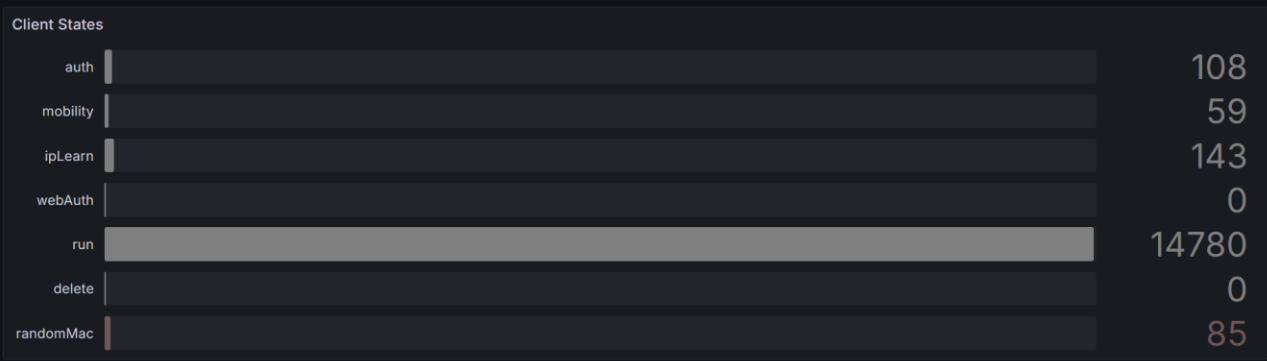 Client States
auth 108
mobility 59
ipLearn 143
webAuth 0
run 14780
delete 0
randomMac 85